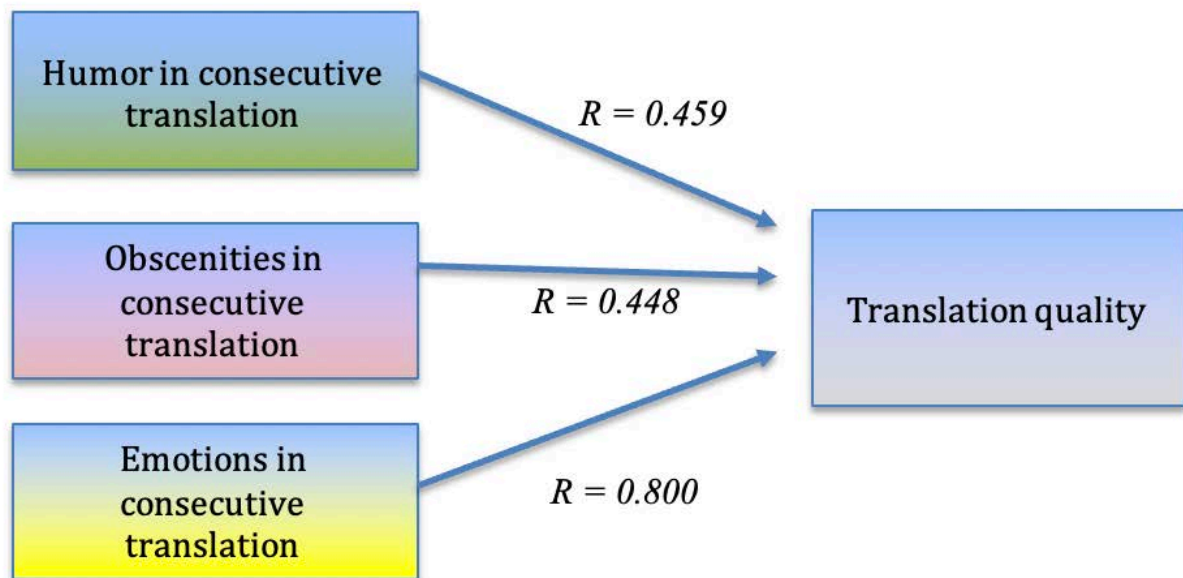 Humor in consecutive
translation
R = 0.459
Obscenities in
consecutive
translation
R = 0.448
Translation quality
Emotions in
consecutive
translation
R = 0.800